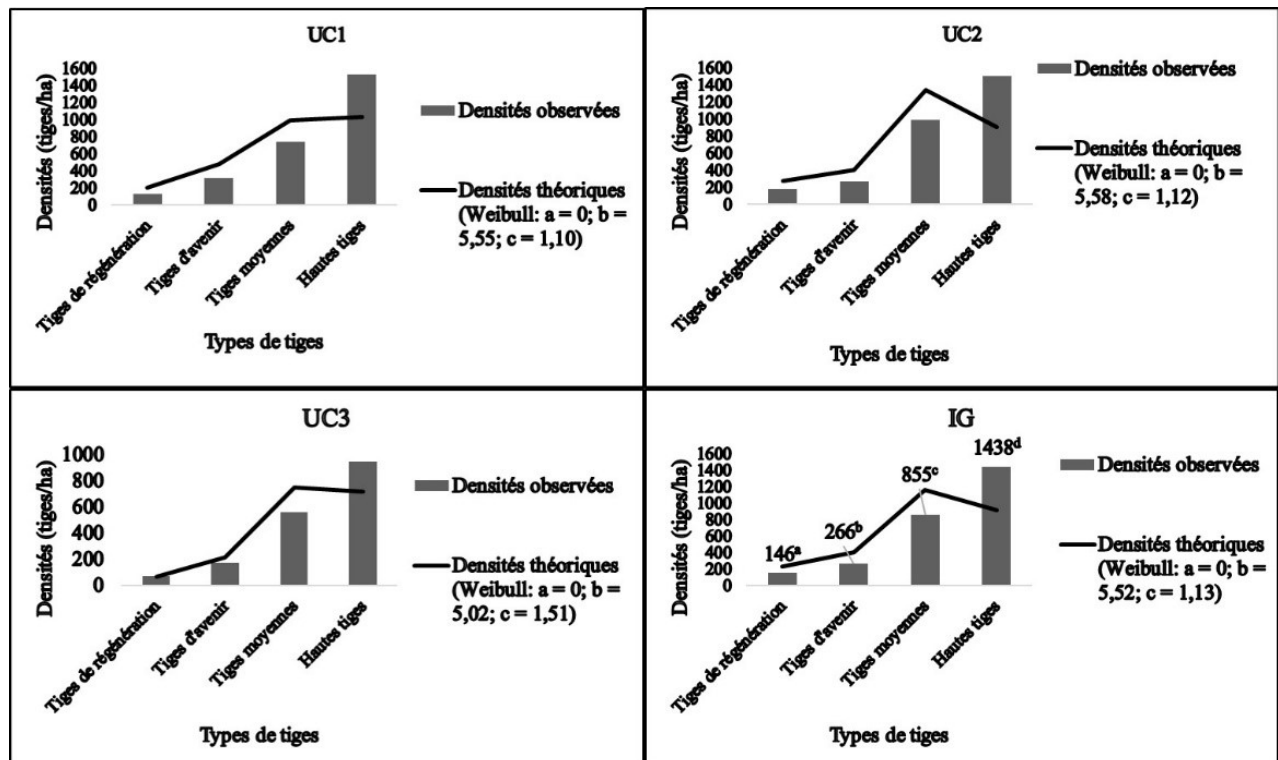 UC1
Densités (tiges/ha)
1600
1400
1200
1000
800
600
400
200
0
Tiges de régénération
Tiges d'avenir
Tiges moyennes
Hautes tiges
Types de tiges
Densités observées
Densités théoriques
(Weibull: a = 0; b =
5,55; c = 1,10)
UC2
Densités (tiges/ha)
1600
1400
1200
1000
800
600
400
200
0
Tiges de régénération
Tiges d'avenir
Tiges moyennes
Hautes tiges
Types de tiges
Densités observées
Densités théoriques
(Weibull: a = 0; b =
5,58; c = 1,12)
UC3
Densités (tiges/ha)
1000
800
600
400
200
0
Tiges de régénération
Tiges d'avenir
Tiges moyennes
Hautes tiges
Types de tiges
Densités observées
Densités théoriques
(Weibull: a = 0; b =
5,02; c = 1,51)
IG
Densités (tiges/ha)
1600
1400
1200
1000
800
600
400
200
0
146ᵃ
266ᵇ
855ᶜ
1438ᵈ
Tiges de régénération
Tiges d'avenir
Tiges moyennes
Hautes tiges
Types de tiges
Densités observées
Densités théoriques
(Weibull: a = 0; b =
5,52; c = 1,13)